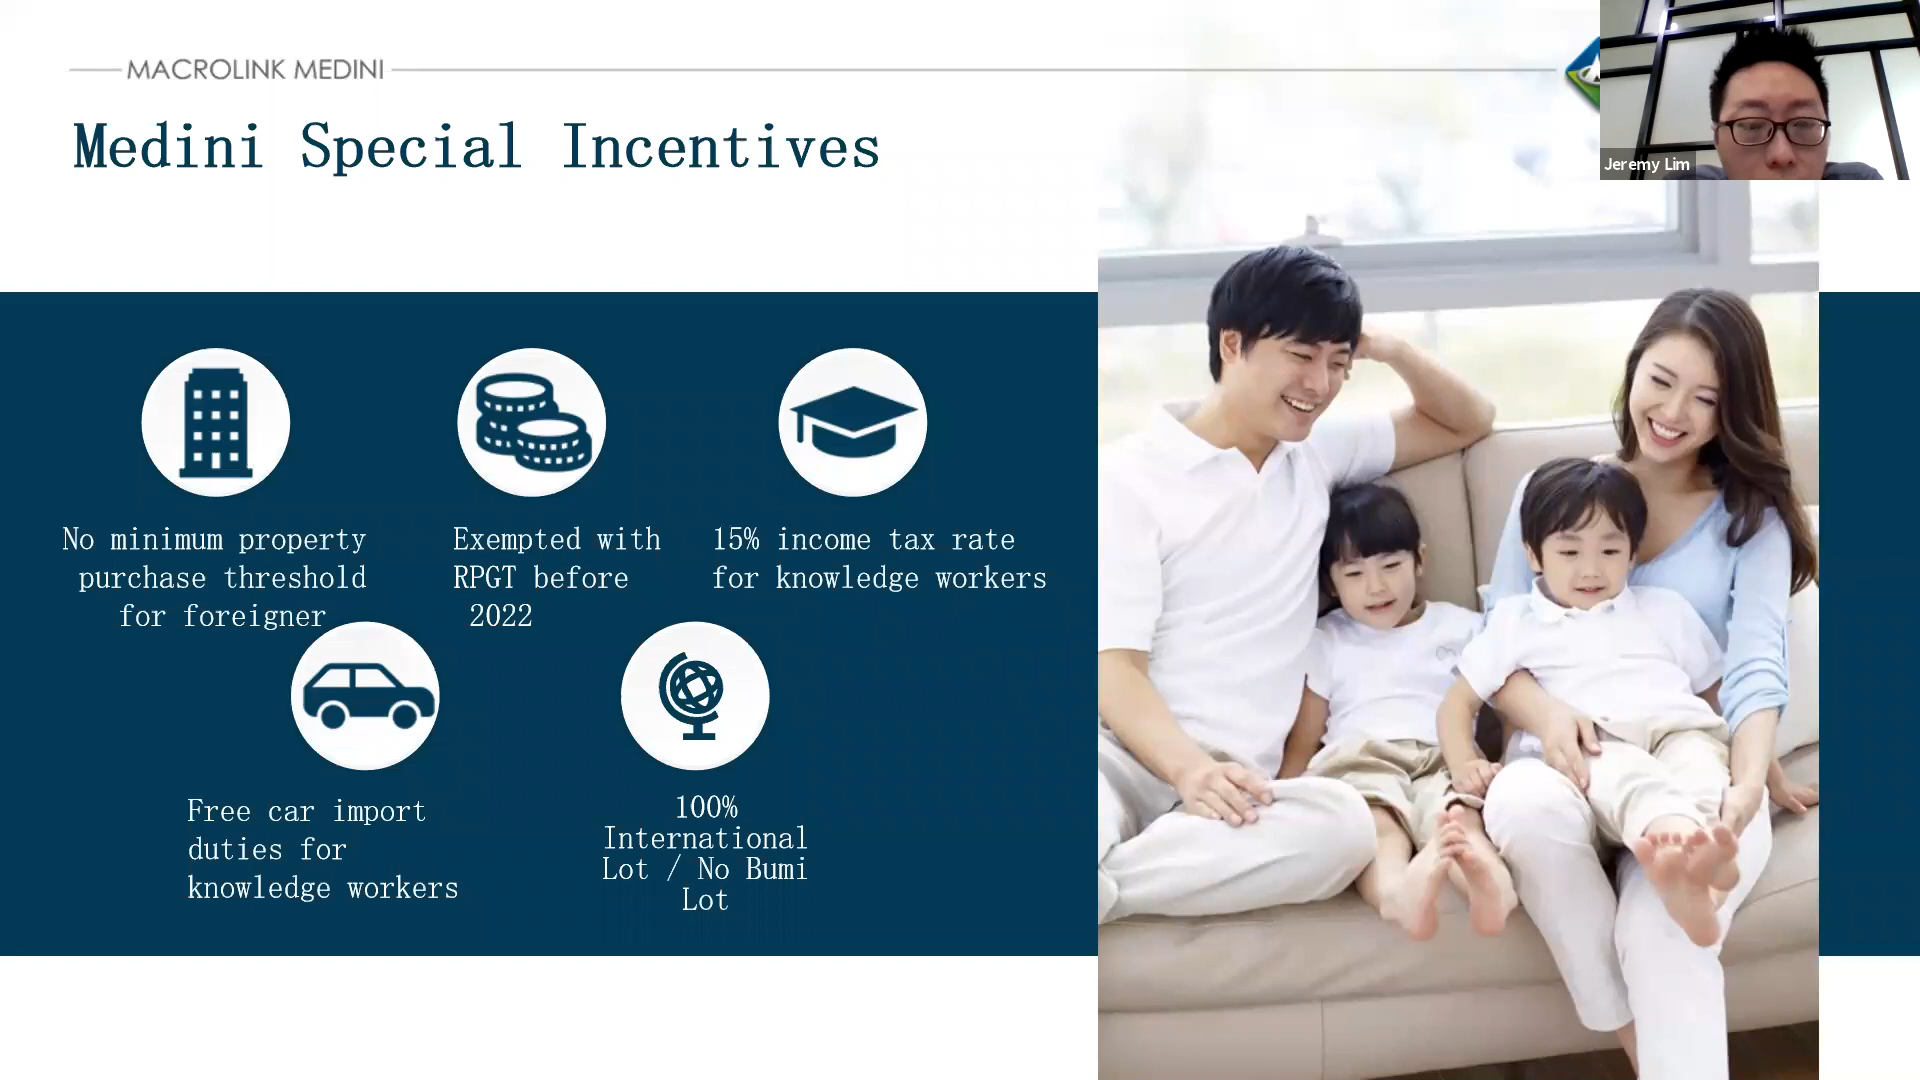 MACROLINK MEDINI
Jeremy Lim
Medini Special Incentives
No minimum property
purchase threshold
for foreigner
Exempted with
RPGT before
2022
15% income tax rate
for knowledge workers
Free car import
duties for
knowledge workers
100%
International
Lot / No Bumi
Lot